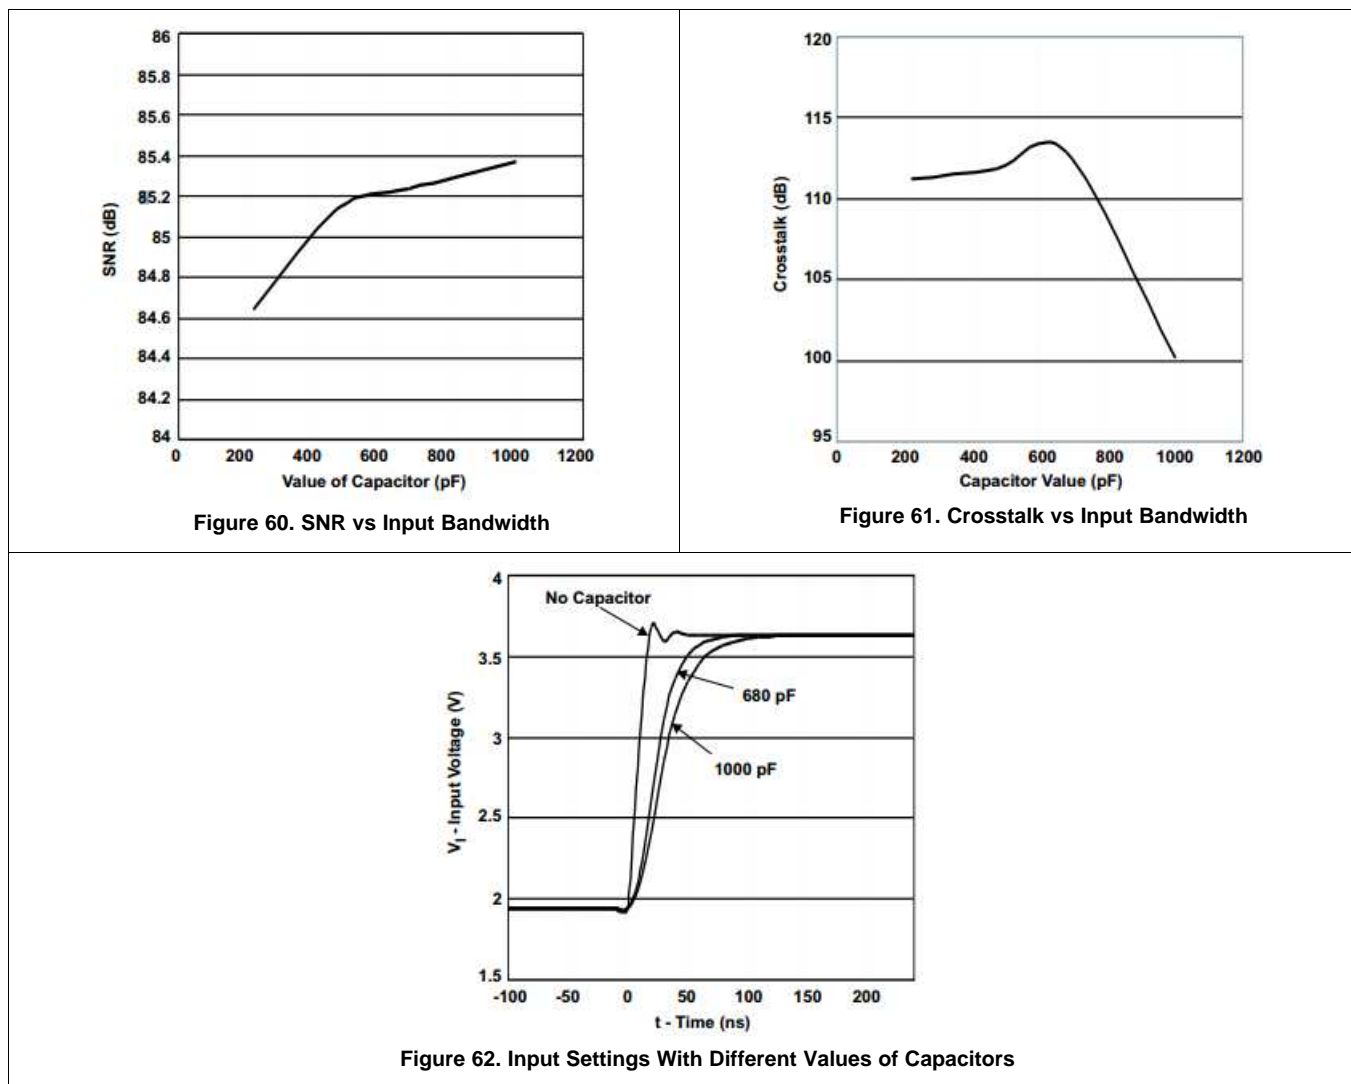 86
85.8
85.6
85.4
85.2
85
84.8
84.6
84.4
84.2
84
SNR (dB)
0 200 400 600 800 1000 1200
Value of Capacitor (pF)
Figure 60. SNR vs Input Bandwidth
120
115
110
105
100
95
Crosstalk (dB)
0 200 400 600 800 1000 1200
Capacitor Value (pF)
Figure 61. Crosstalk vs Input Bandwidth
4
3.5
3
2.5
2
1.5
VI - Input Voltage (V)
No Capacitor
680 pF
1000 pF
-100 -50 0 50 100 150 200
t - Time (ns)
Figure 62. Input Settings With Different Values of Capacitors